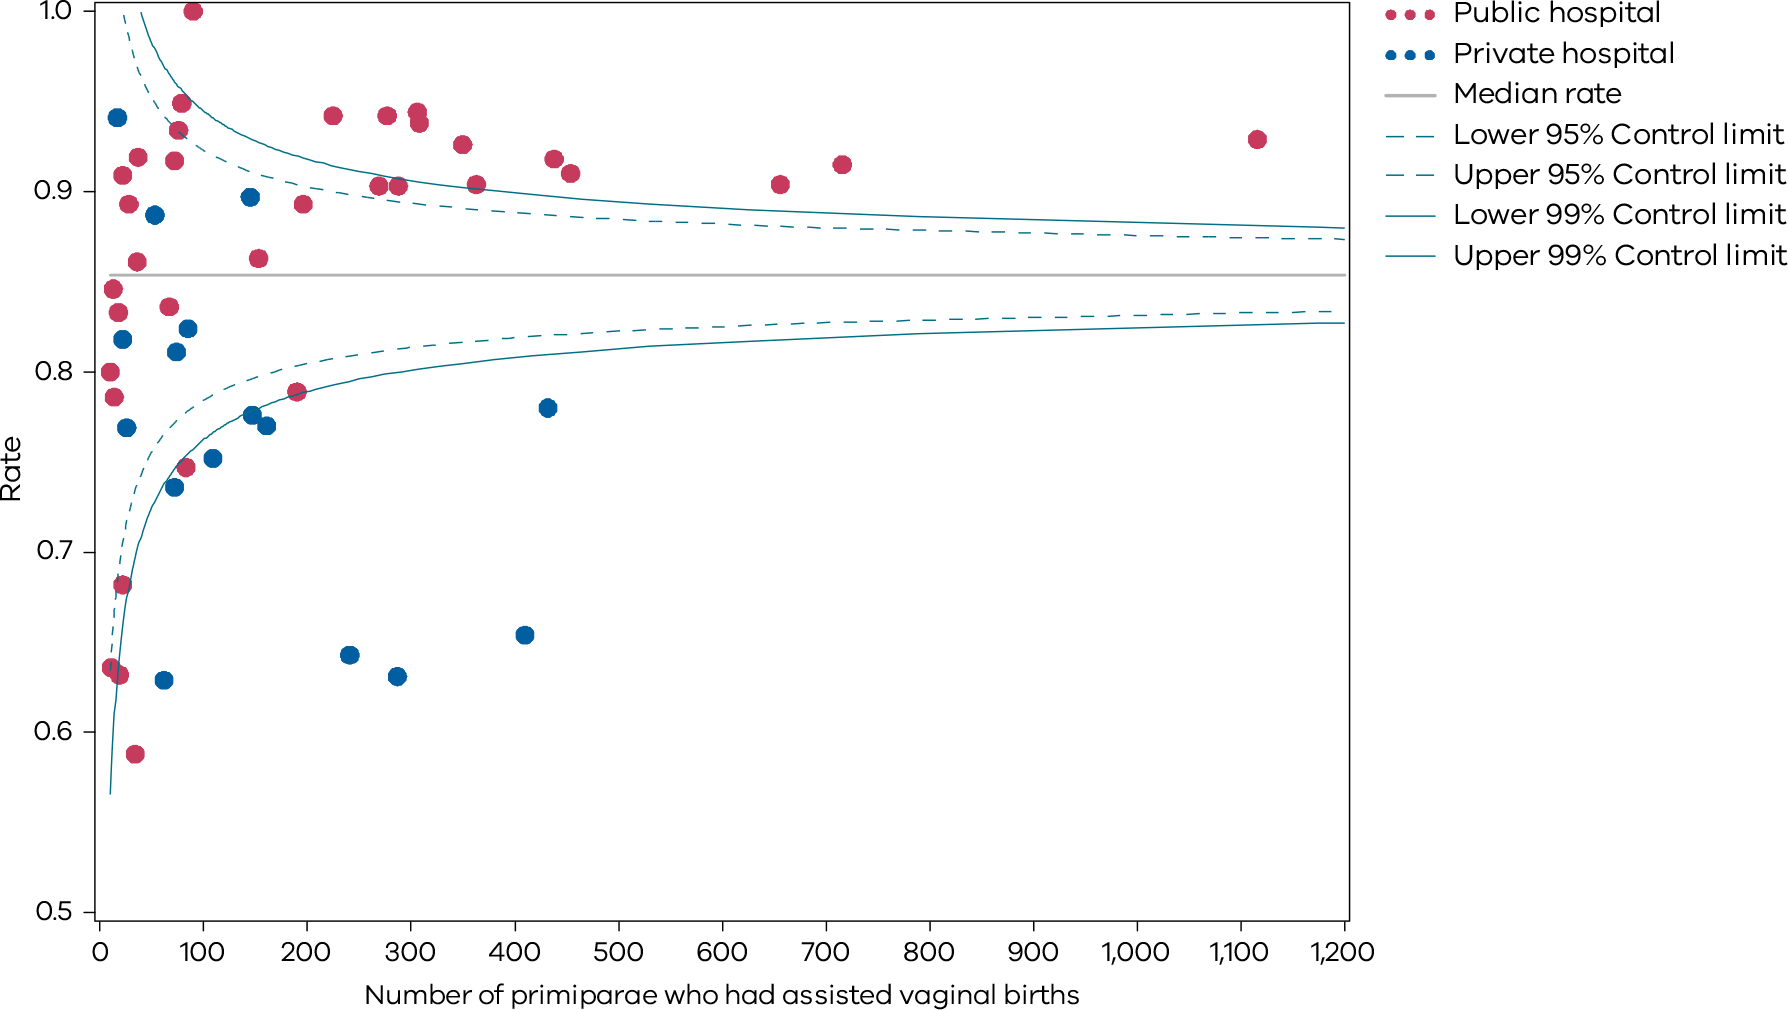 1.0
0.9
0.8
0.7
0.6
0.5
Rate
0
100
200
300
400
500
600
700
800
900
1,000
1,100
1,200
Number of primiparae who had assisted vaginal births
Public hospital
Private hospital
Median rate
Lower 95% Control limit
Upper 95% Control limit
Lower 99% Control limit
Upper 99% Control limit